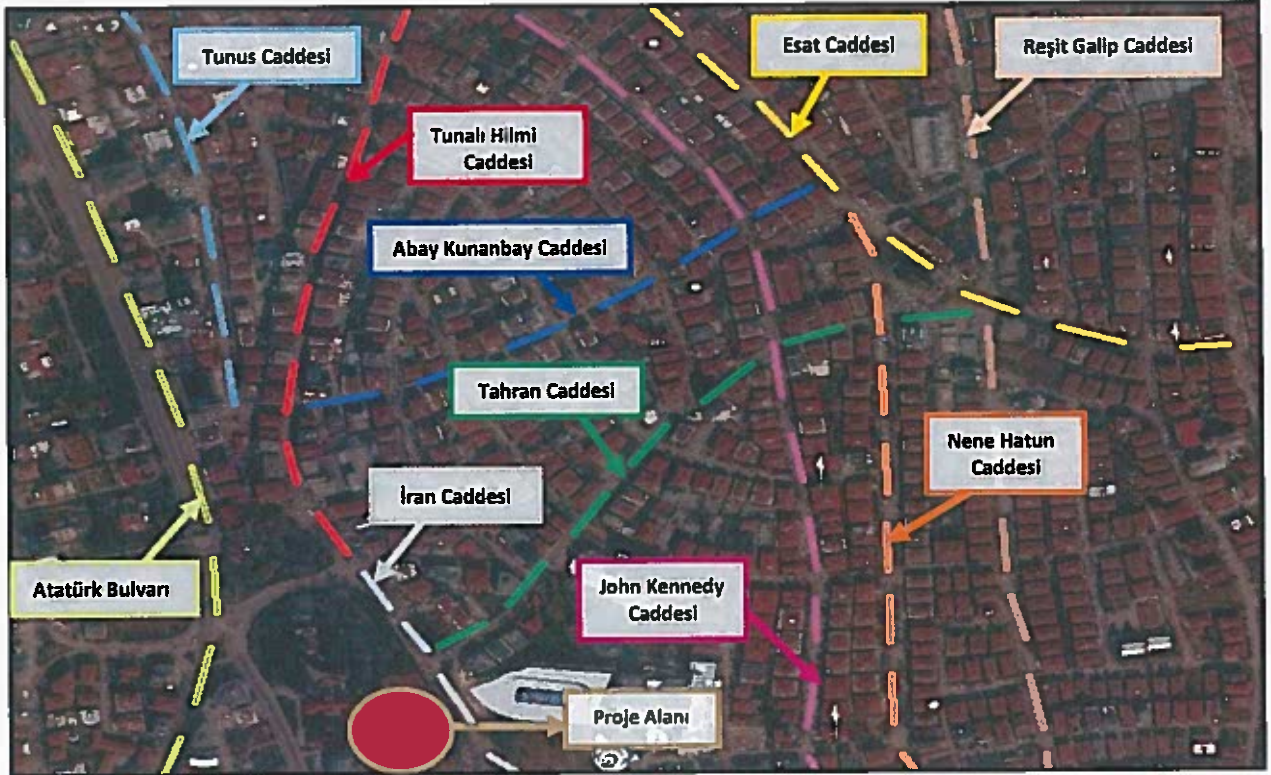 Tunus Caddesi
Esat Caddesi
Reşit Galip Caddesi
Tunalı Hilmi
Caddesi
Abay Kunanbay Caddesi
Tahran Caddesi
Nene Hatun
Caddesi
İran Caddesi
Atatürk Bulvarı
John Kennedy
Caddesi
Proje Alanı